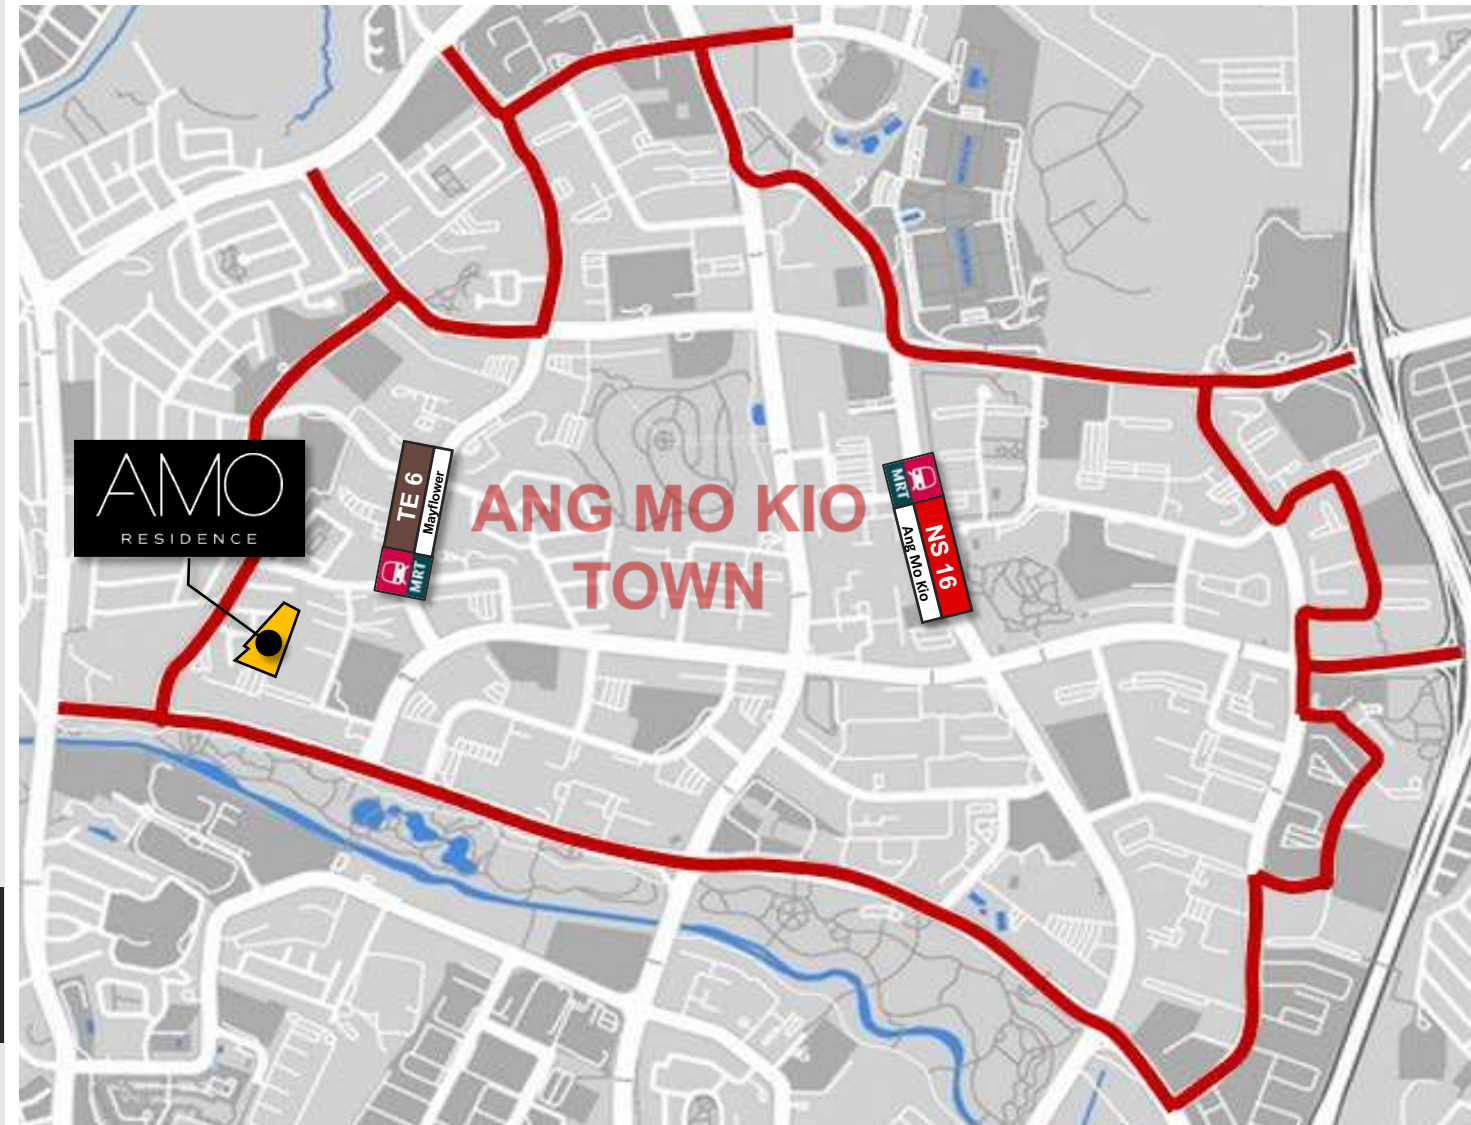 AMO
RESIDENCE
TE 6
Mayflower
MRT
ANG MO KIO
TOWN
MRT
NS 16
Ang Mo Kio